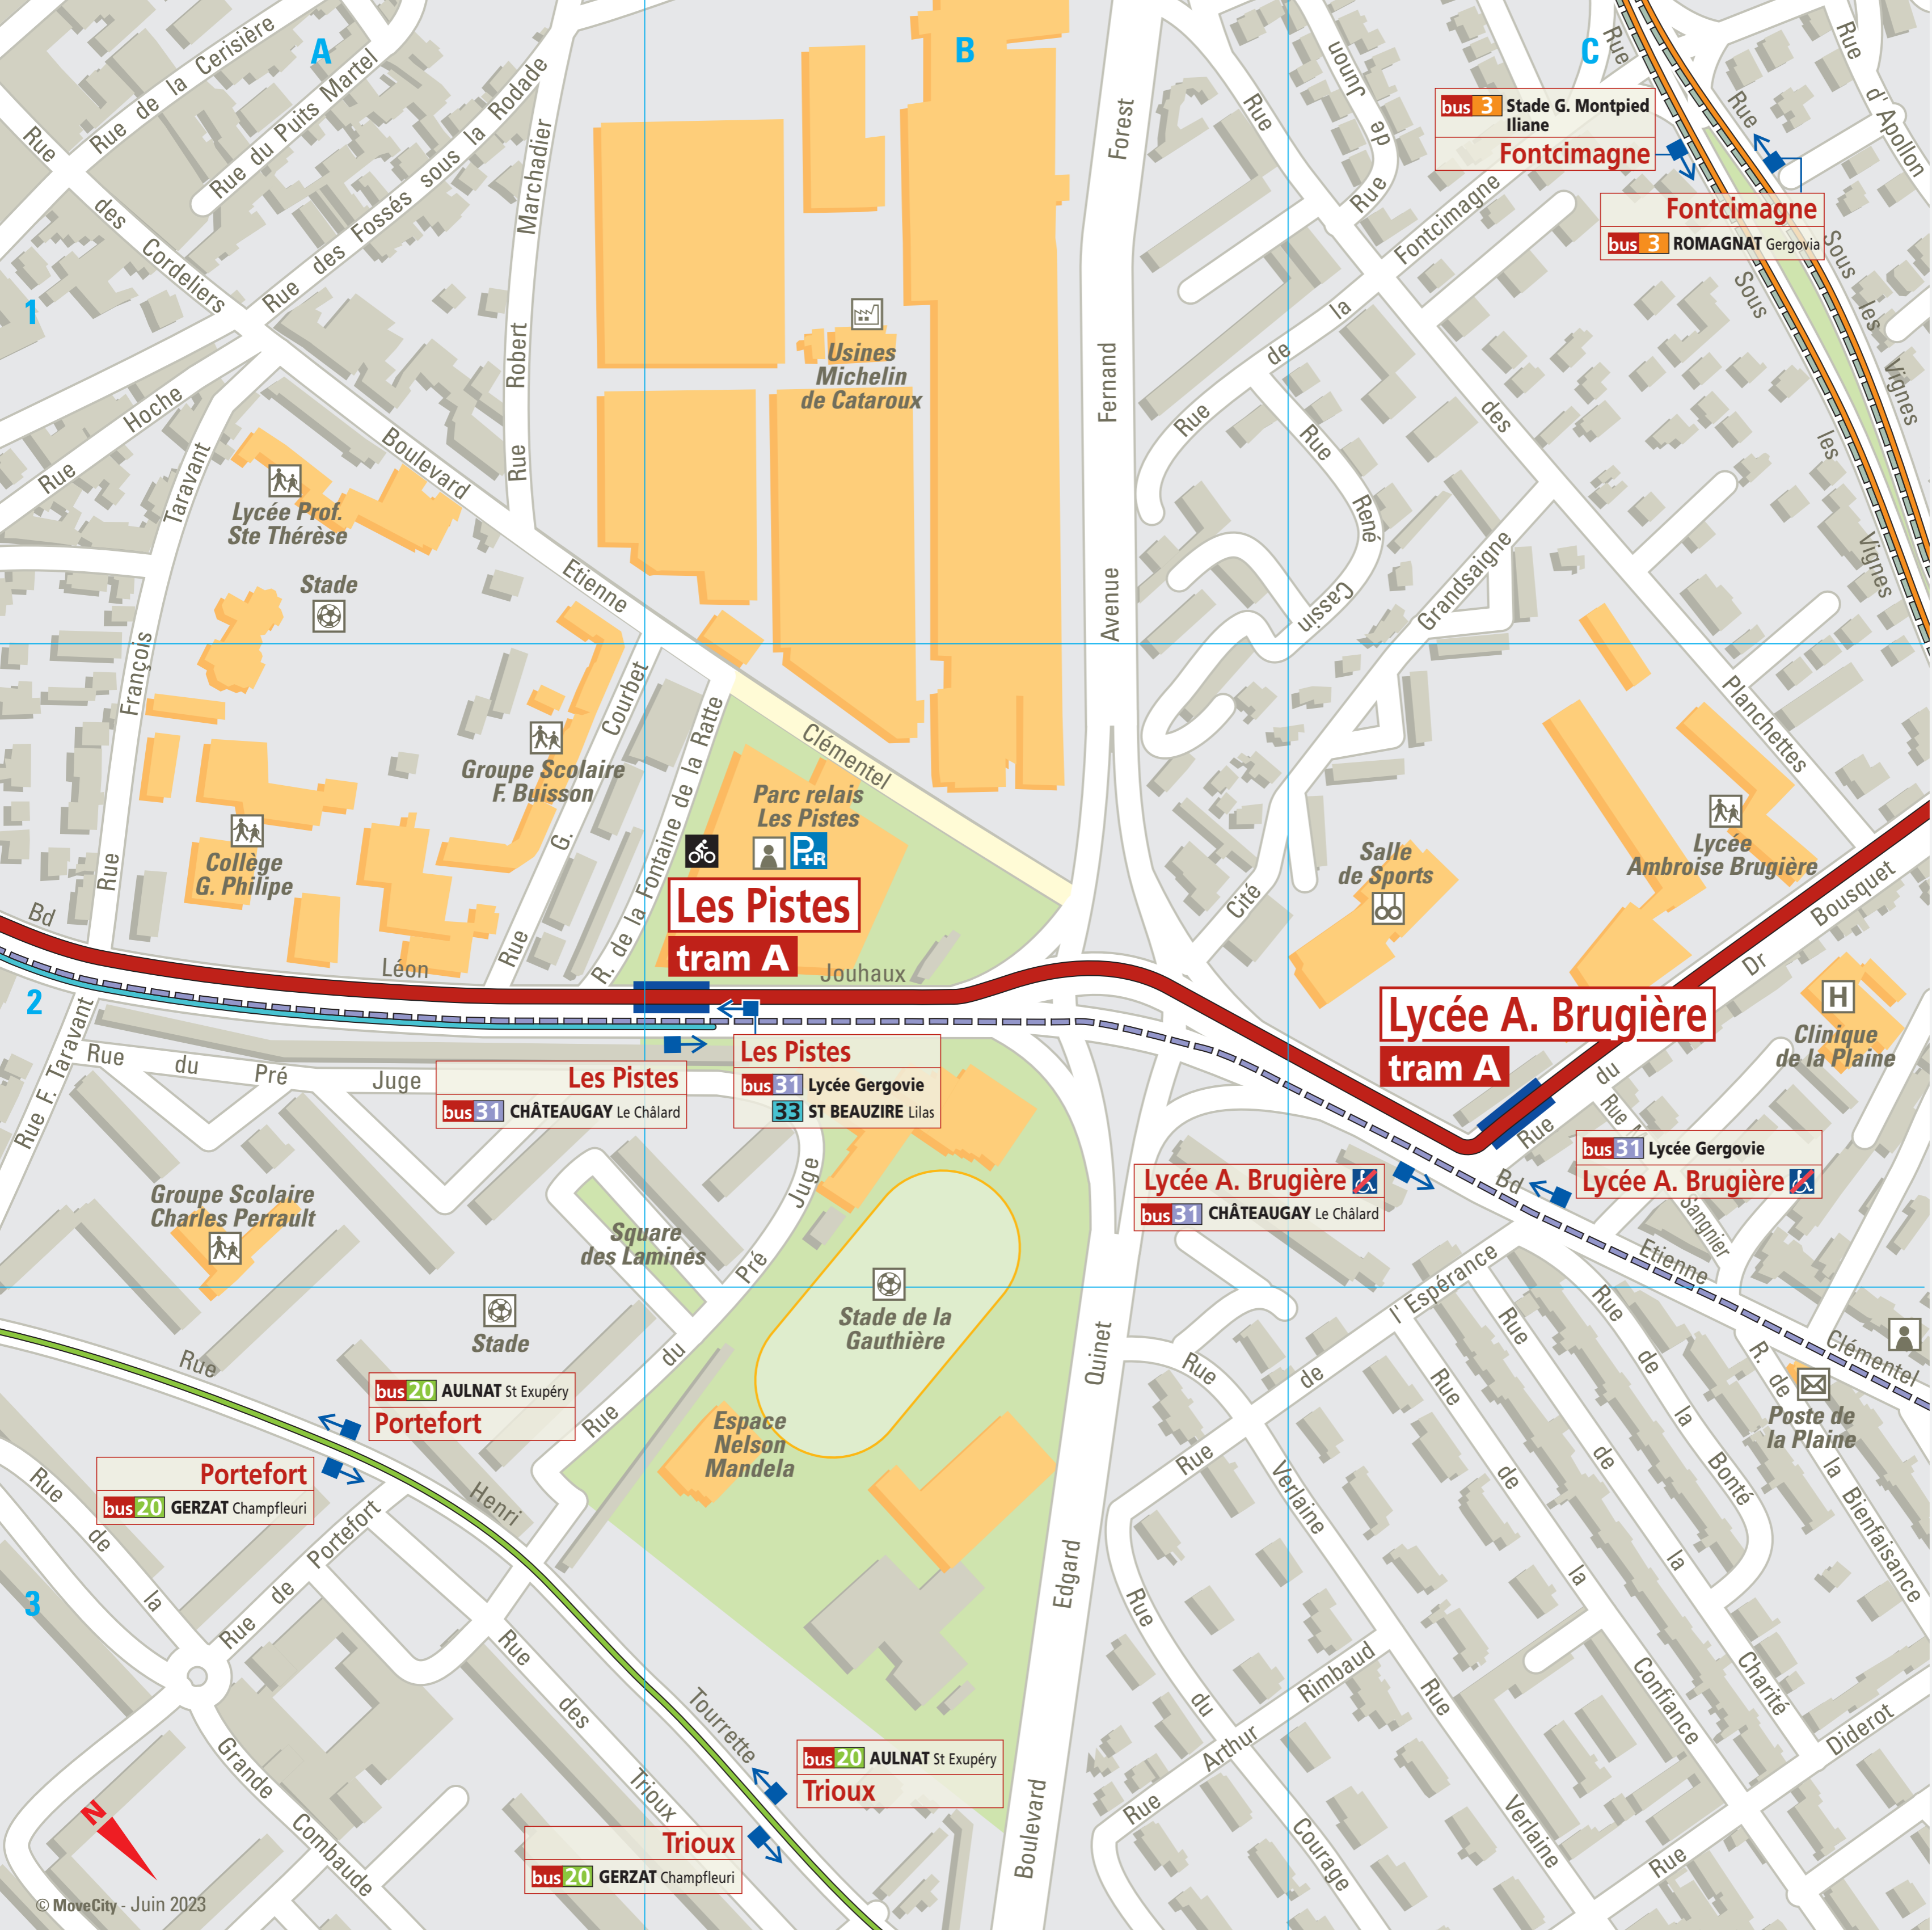 A
B
C
1
2
3
Rue de la Cerisière
Rue du Puits Martel
Rue des Fossés sous la Rodade
Rue
des
Cordeliers
Rue Robert Marchadier
Rue Hoche
Boulevard
Etienne
Clémentel
Rue François Taravant
Lycée Prof.
Ste Thérèse
Stade
Usines
Michelin
de Cataroux
Avenue Fernand Forest
Rue
des
Planchettes
Rue de Junon
Rue de la Fontcimagne
Rue René Cassin
Cité Grandsaigne
bus 3 Stade G. Montpied
Iliane
Fontcimagne
Fontcimagne
bus 3 ROMAGNAT Gergovia
Rue
Sous
les
Vignes
Rue
Sous
les
Vignes
Rue
d'Apollon
Groupe Scolaire
F. Buisson
Collège
G. Philipe
Rue G. Courbet
R. de la Fontaine de la Ratte
Parc relais
Les Pistes
P+R
Les Pistes
tram A
Bd
Léon
Jouhaux
Salle
de Sports
Lycée
Ambroise Brugière
Lycée A. Brugière
tram A
Rue
du
Dr
Bousquet
H
Clinique
de la Plaine
Rue F. Taravant
Rue
du
Pré
Juge
Les Pistes
bus 31 CHÂTEAUGAY Le Châlard
Les Pistes
bus 31 Lycée Gergovie
33 ST BEAUZIRE Lilas
Lycée A. Brugière
bus 31 CHÂTEAUGAY Le Châlard
bus 31 Lycée Gergovie
Lycée A. Brugière
Rue M
Sangnier
Bd
Etienne
Clémentel
Groupe Scolaire
Charles Perrault
Square
des Laminés
Rue
du
Pré
Juge
Stade
Stade de la
Gauthière
Espace
Nelson
Mandela
Boulevard
Edgard
Quinet
Rue de l'Espérance
Rue
Verlaine
Rue
Verlaine
Rue
de
la
Confiance
Rue
de
la
Charité
Rue
de
la
Bonté
R.
de
la
Bienfaisance
Poste de
la Plaine
Rue
Henri
Tourrette
bus 20 AULNAT St Exupéry
Portefort
Portefort
bus 20 GERZAT Champfleuri
Rue de Portefort
Rue
de
la
Grande
Combaude
Rue
des
Trioux
bus 20 AULNAT St Exupéry
Trioux
Trioux
bus 20 GERZAT Champfleuri
Rue
du
Courage
Rue Arthur Rimbaud
Rue Diderot
N
© MoveCity - Juin 2023